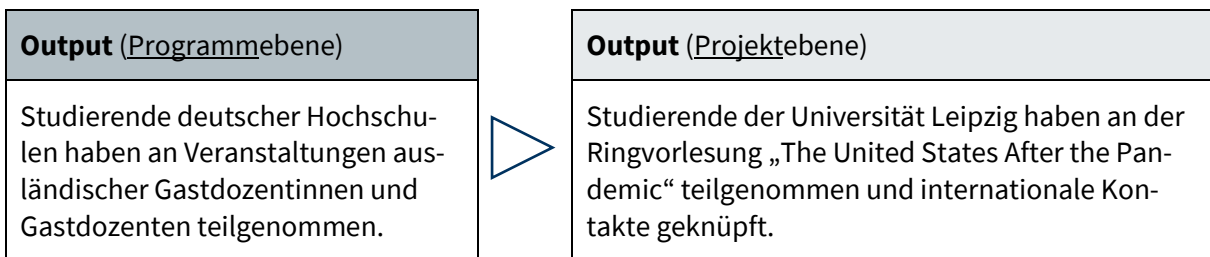 Output (Programmebene)
Studierende deutscher Hochschu-
len haben an Veranstaltungen aus-
ländischer Gastdozentinnen und
Gastdozenten teilgenommen.
Output (Projektebene)
Studierende der Universität Leipzig haben an der
Ringvorlesung „The United States After the Pan-
demic“ teilgenommen und internationale Kon-
takte geknüpft.